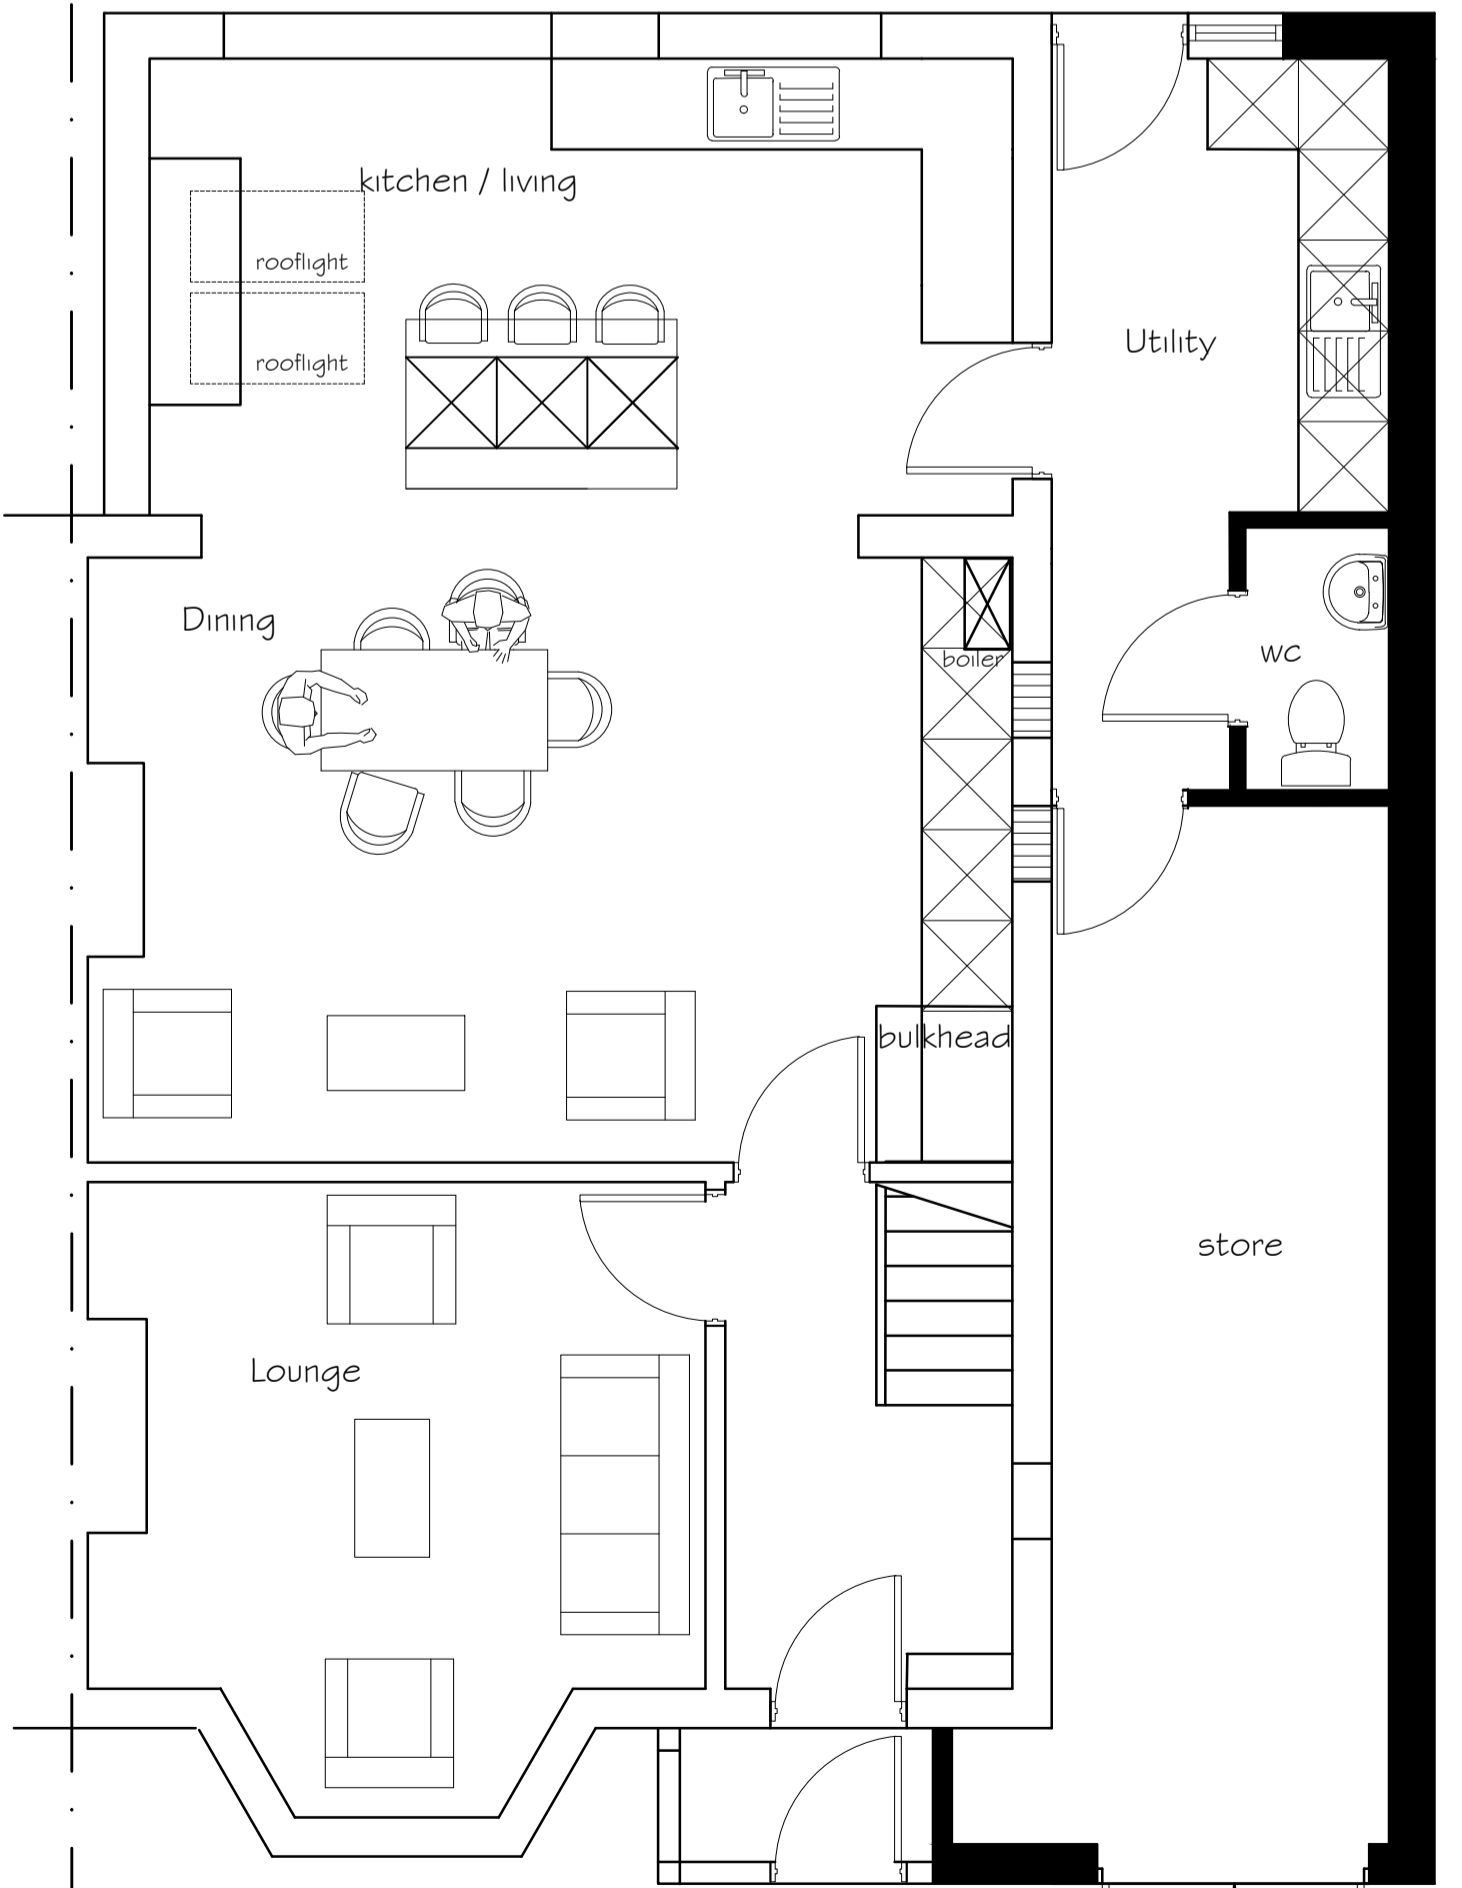 kitchen / living
rooflight
rooflight
Utility
Dining
boiler
wc
bulkhead
store
Lounge